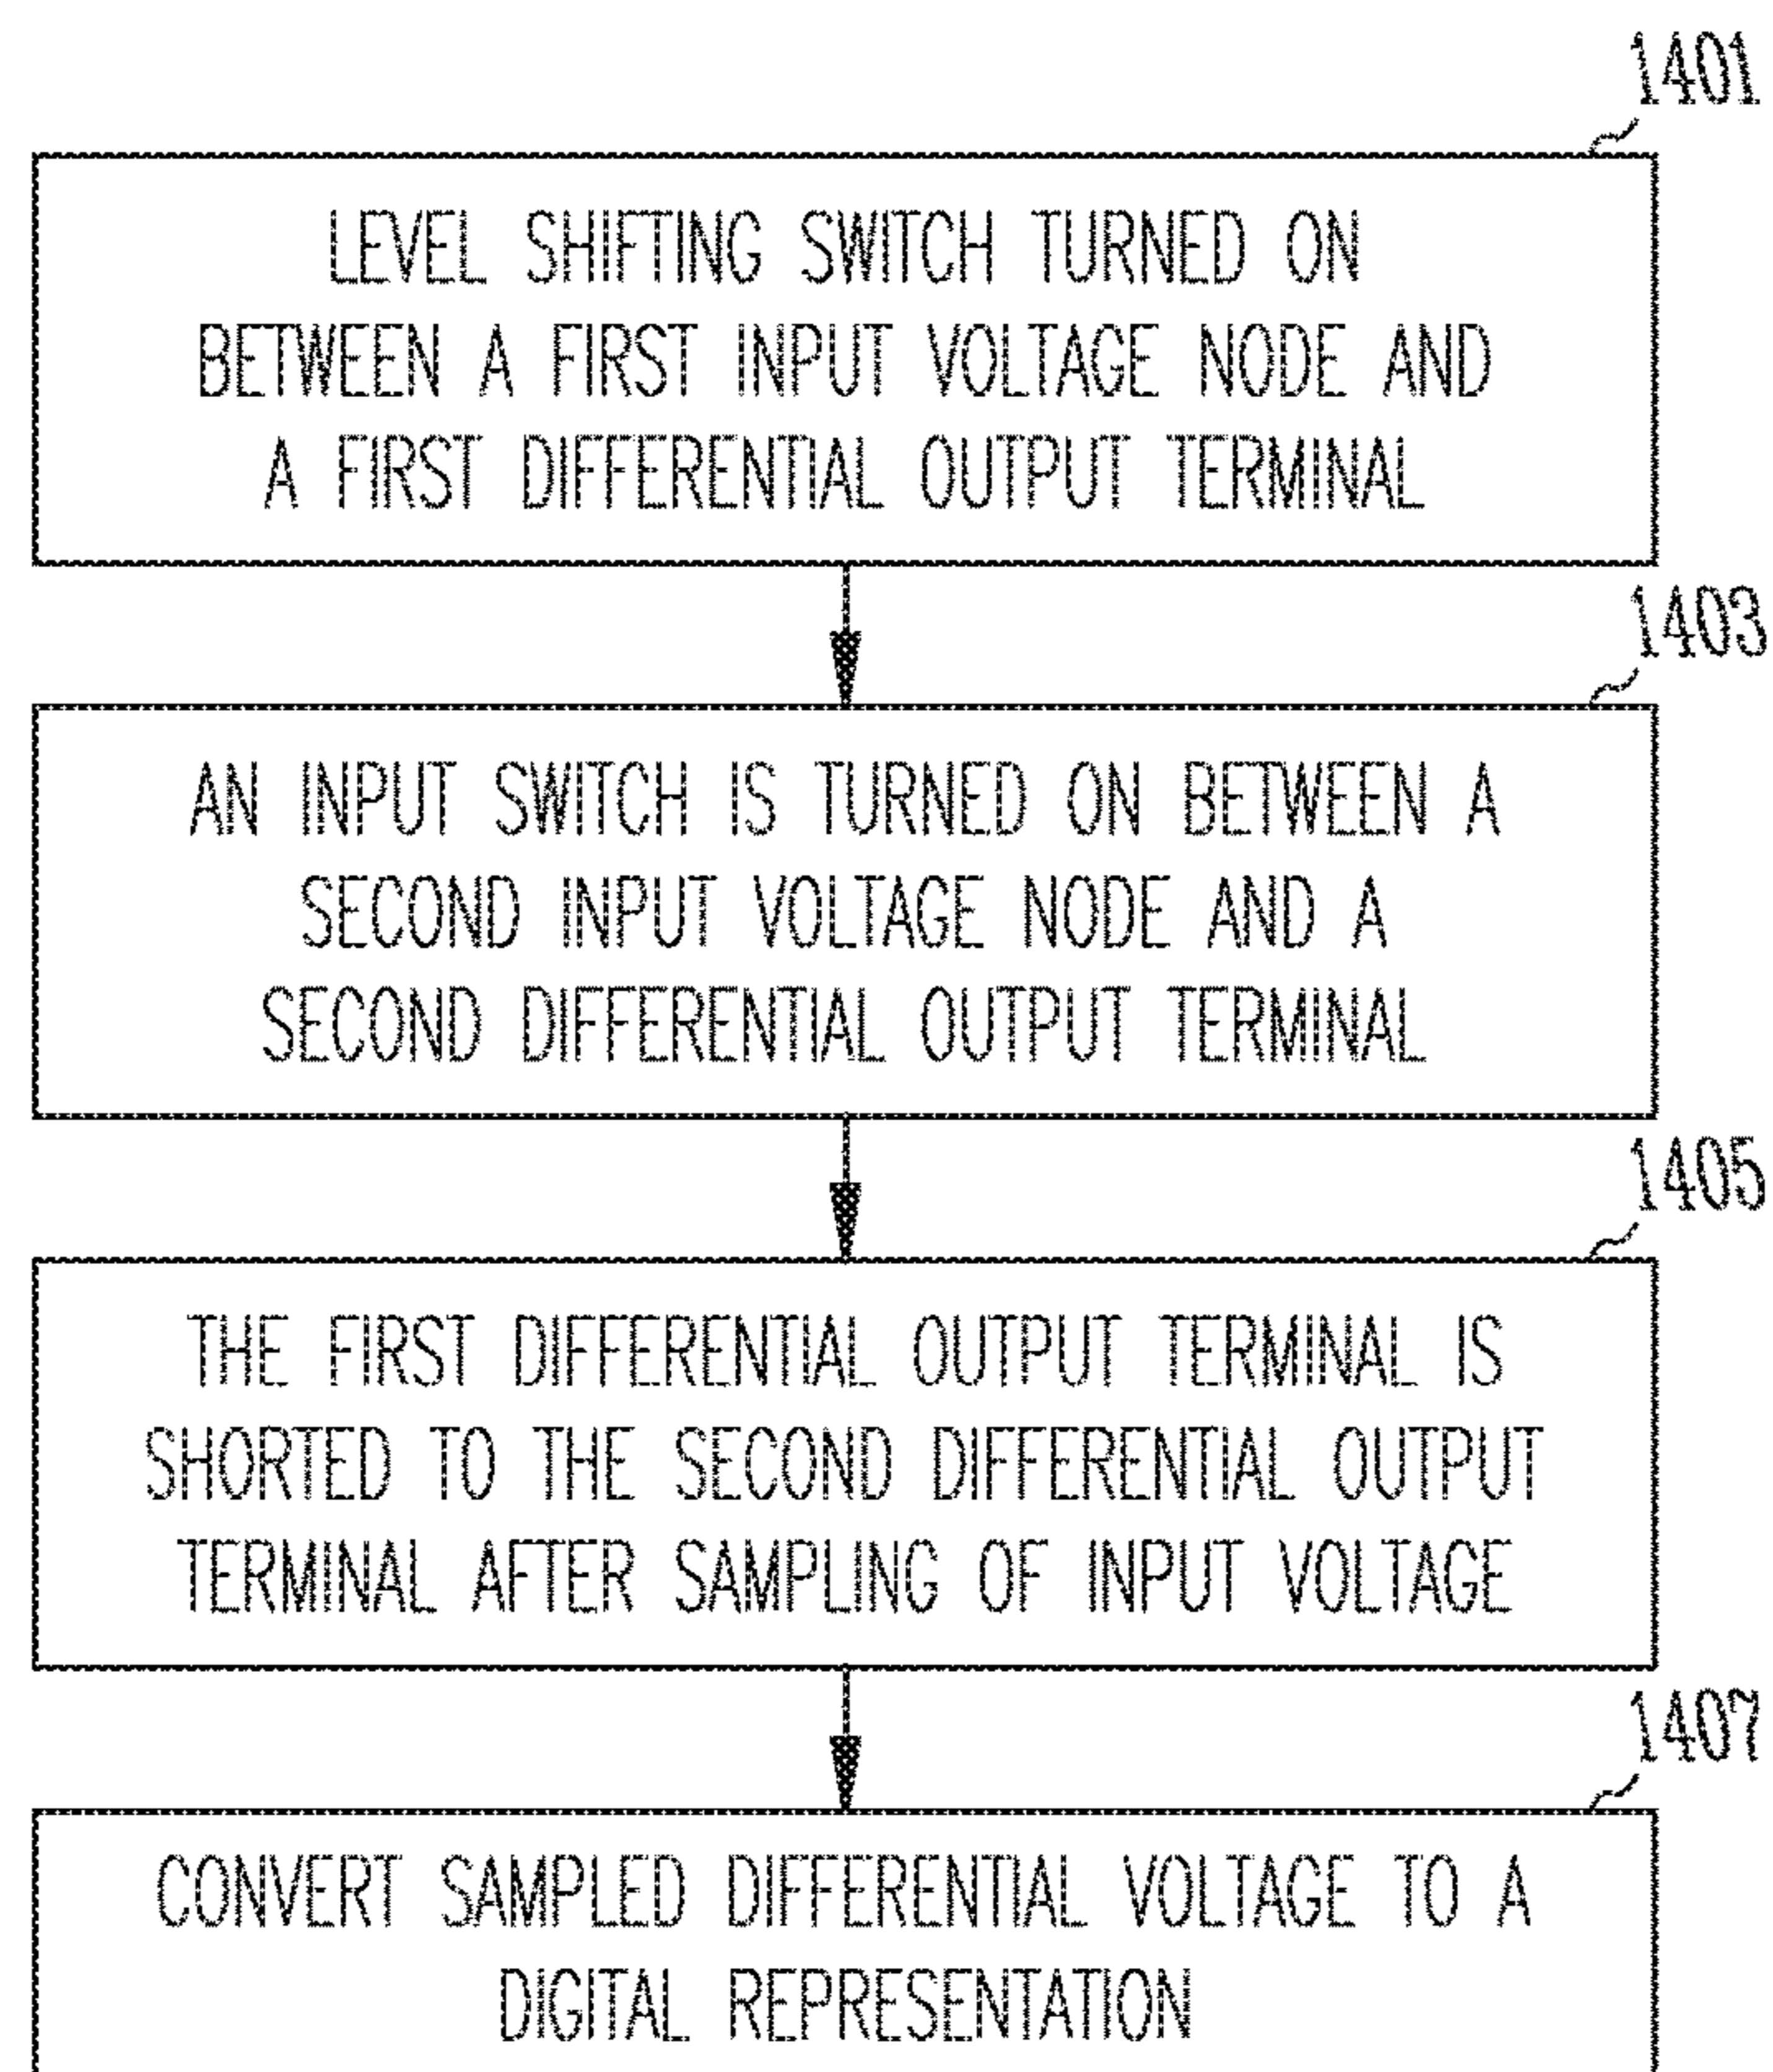 1401
LEVEL SHIFTING SWITCH TURNED ON
BETWEEN A FIRST INPUT VOLTAGE NODE AND
A FIRST DIFFERENTIAL OUTPUT TERMINAL
1403
AN INPUT SWITCH IS TURNED ON BETWEEN A
SECOND INPUT VOLTAGE NODE AND A
SECOND DIFFERENTIAL OUTPUT TERMINAL
1405
THE FIRST DIFFERENTIAL OUTPUT TERMINAL IS
SHORTED TO THE SECOND DIFFERENTIAL OUTPUT
TERMINAL AFTER SAMPLING OF INPUT VOLTAGE
1407
CONVERT SAMPLED DIFFERENTIAL VOLTAGE TO A
DIGITAL REPRESENTATION